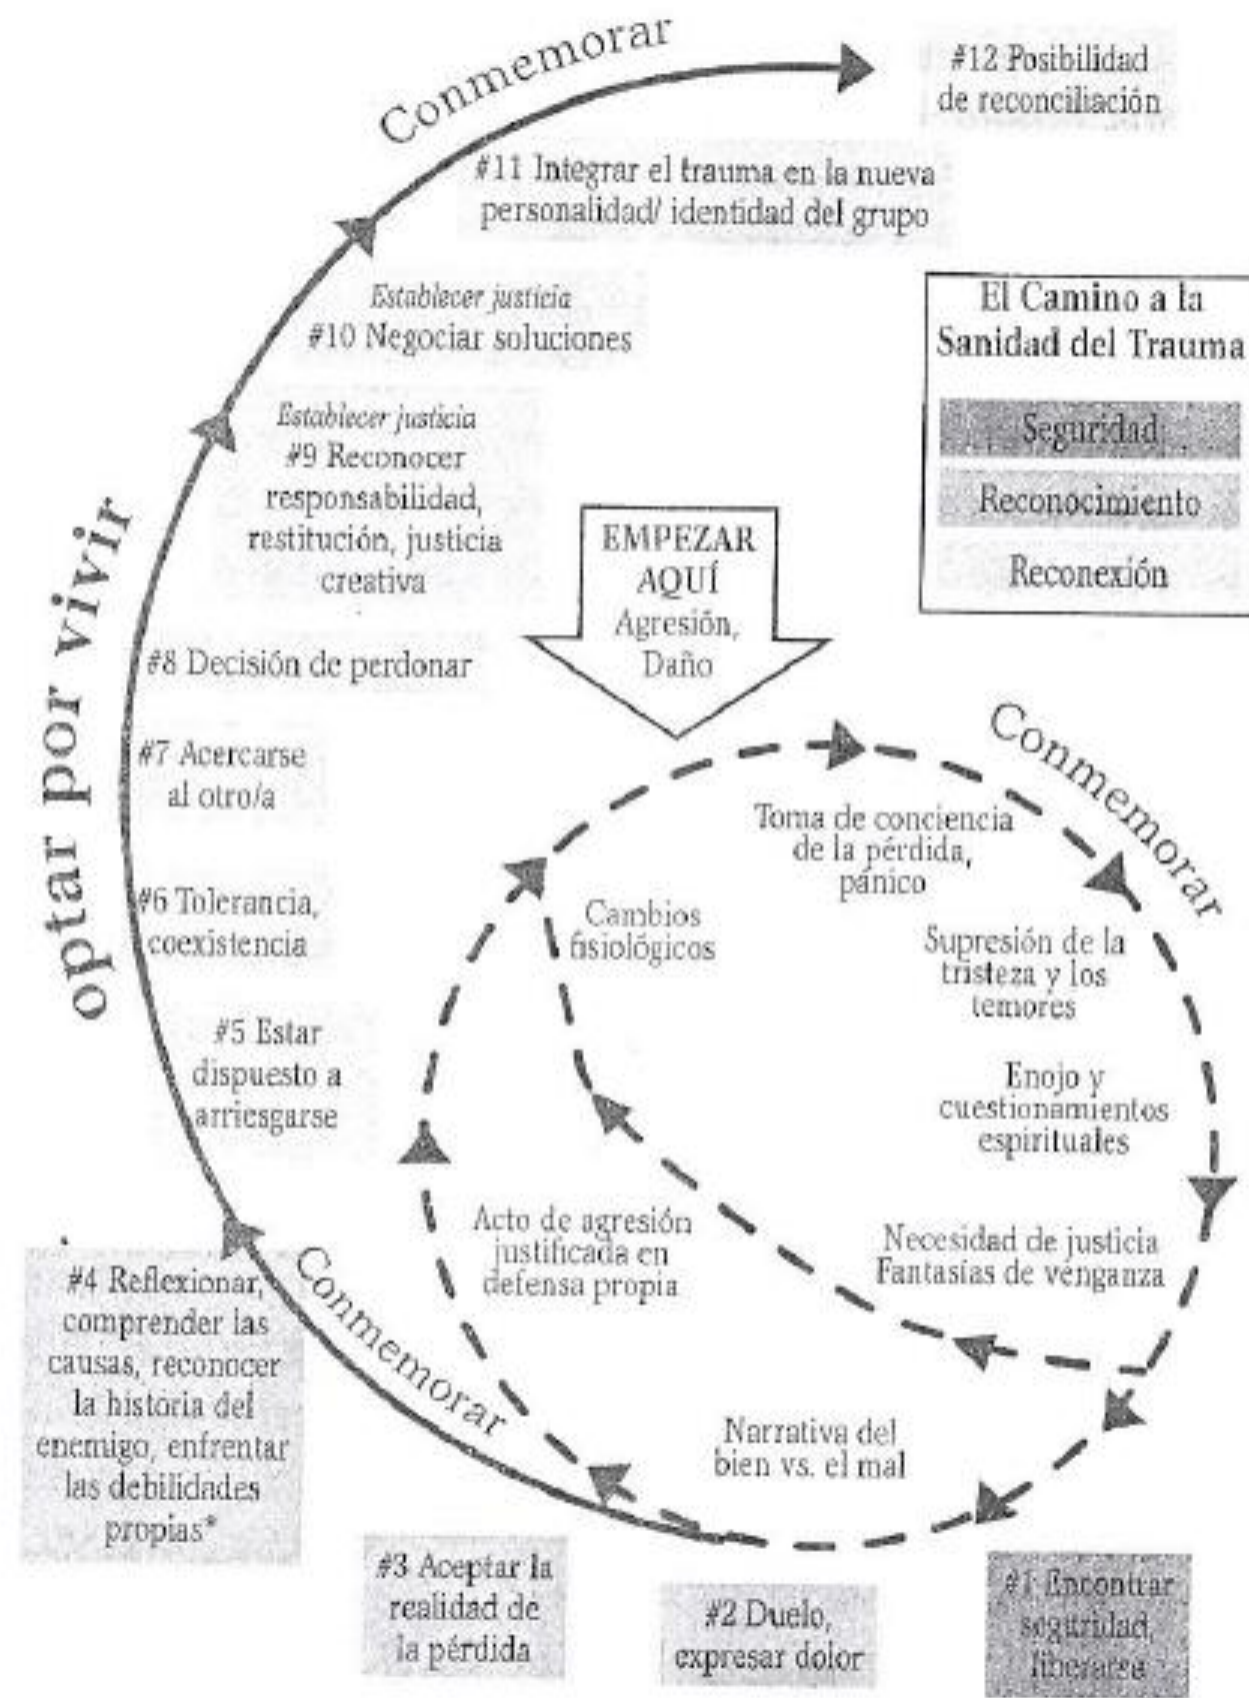 Conmemorar
#12 Posibilidad
de reconciliación
#11 Integrar el trauma en la nueva
personalidad/ identidad del grupo
Establecer justicia
#10 Negociar soluciones
Establecer justicia
#9 Reconocer
responsabilidad,
restitución, justicia
creativa
#8 Decisión de perdonar
#7 Acercarse
al otro/a
#6 Tolerancia,
coexistencia
#5 Estar
dispuesto a
arriesgarse
optar por vivir
El Camino a la
Sanidad del Trauma
Seguridad
Reconocimiento
Reconexión
EMPEZAR
AQUÍ
Agresión,
Daño
Conmemorar
Toma de conciencia
de la pérdida,
pánico
Cambios
fisiológicos
Supresión de la
tristeza y los
temores
Enojo y
cuestionamientos
espirituales
Necesidad de justicia
Fantasías de venganza
Acto de agresión
justificada en
defensa propia
Narrativa del
bien vs. el mal
Conmemorar
#4 Reflexionar,
comprender las
causas, reconocer
la historia del
enemigo, enfrentar
las debilidades
propias*
#3 Aceptar la
realidad de
la pérdida
#2 Duelo,
expresar dolor
#1 Encontrar
seguridad,
liberarse